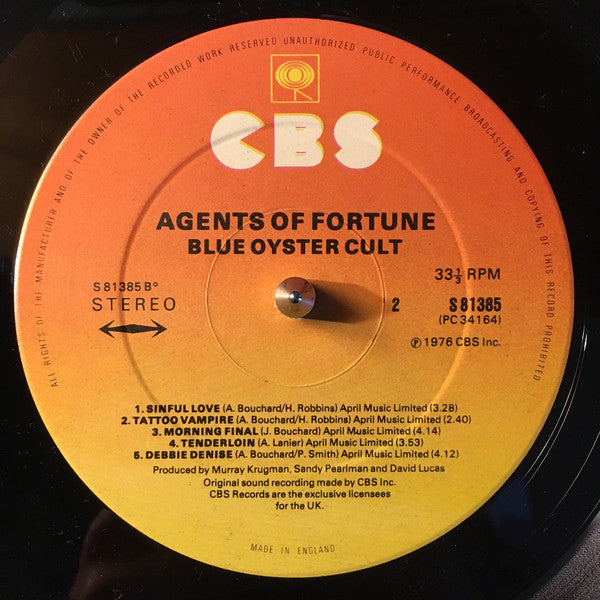 ALL RIGHTS OF THE MANUFACTURER AND OF THE OWNER OF THE RECORDED WORK RESERVED UNAUTHORIZED PUBLIC PERFORMANCE BROADCASTING AND COPYING OF THIS RECORD PROHIBITED
CBS
AGENTS OF FORTUNE
BLUE OYSTER CULT
33⅓ RPM
S 81385 B°
STEREO
2
S 81385
(PC 34164)
℗ 1976 CBS Inc.
1. SINFUL LOVE (A. Bouchard/H. Robbins) April Music Limited (3.28)
2. TATTOO VAMPIRE (A. Bouchard/H. Robbins) April Music Limited (2.40)
3. MORNING FINAL (J. Bouchard) April Music Limited (4.14)
4. TENDERLOIN (A. Lanier) April Music Limited (3.53)
5. DEBBIE DENISE (A. Bouchard/P. Smith) April Music Limited (4.12)
Produced by Murray Krugman, Sandy Pearlman and David Lucas
Original sound recording made by CBS Inc.
CBS Records are the exclusive licensees
for the UK.
MADE IN ENGLAND